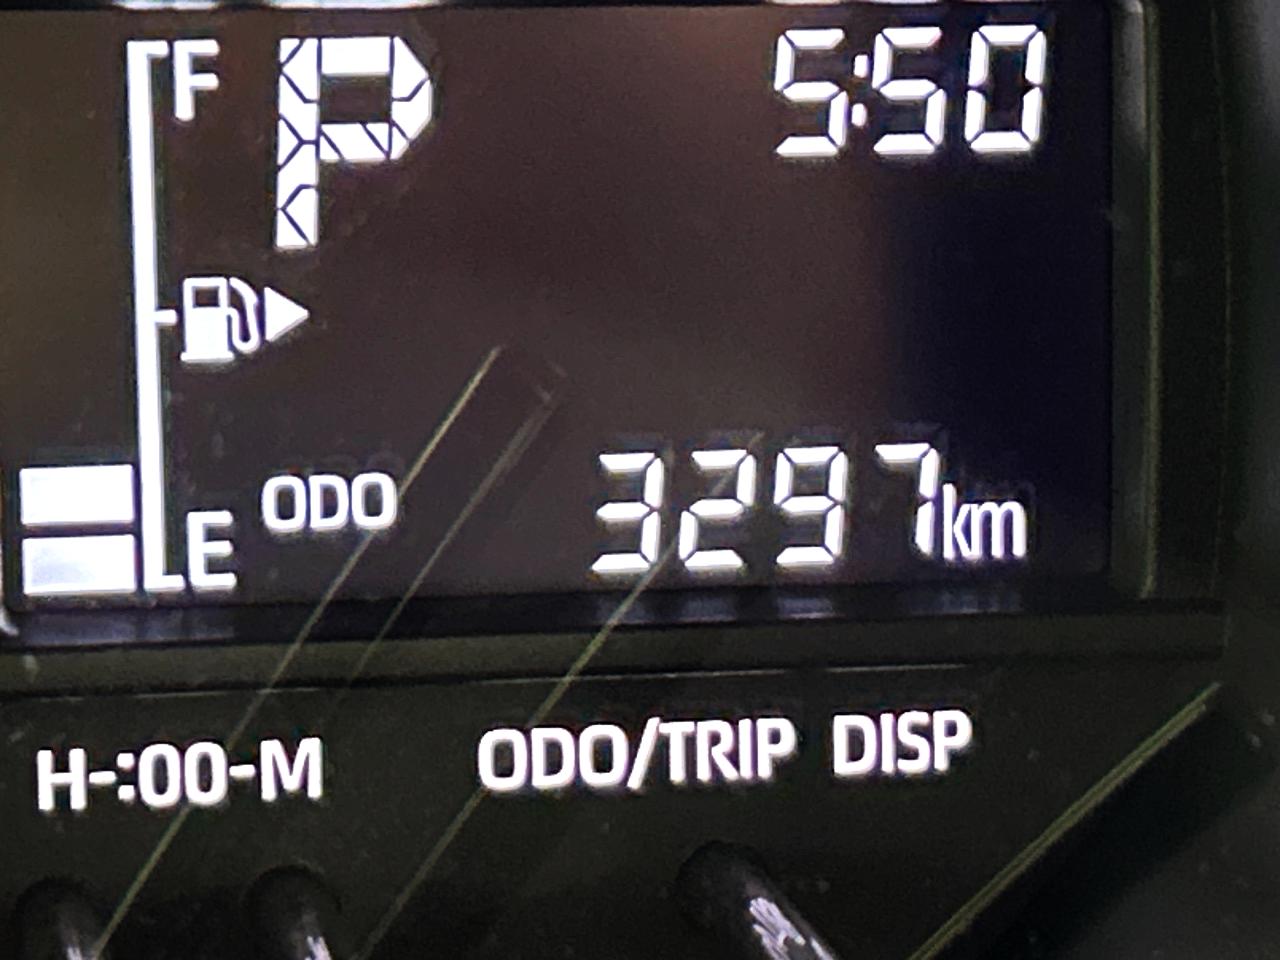 F P 5:50
ODO 3297km
E
H-:00-M ODO/TRIP DISP